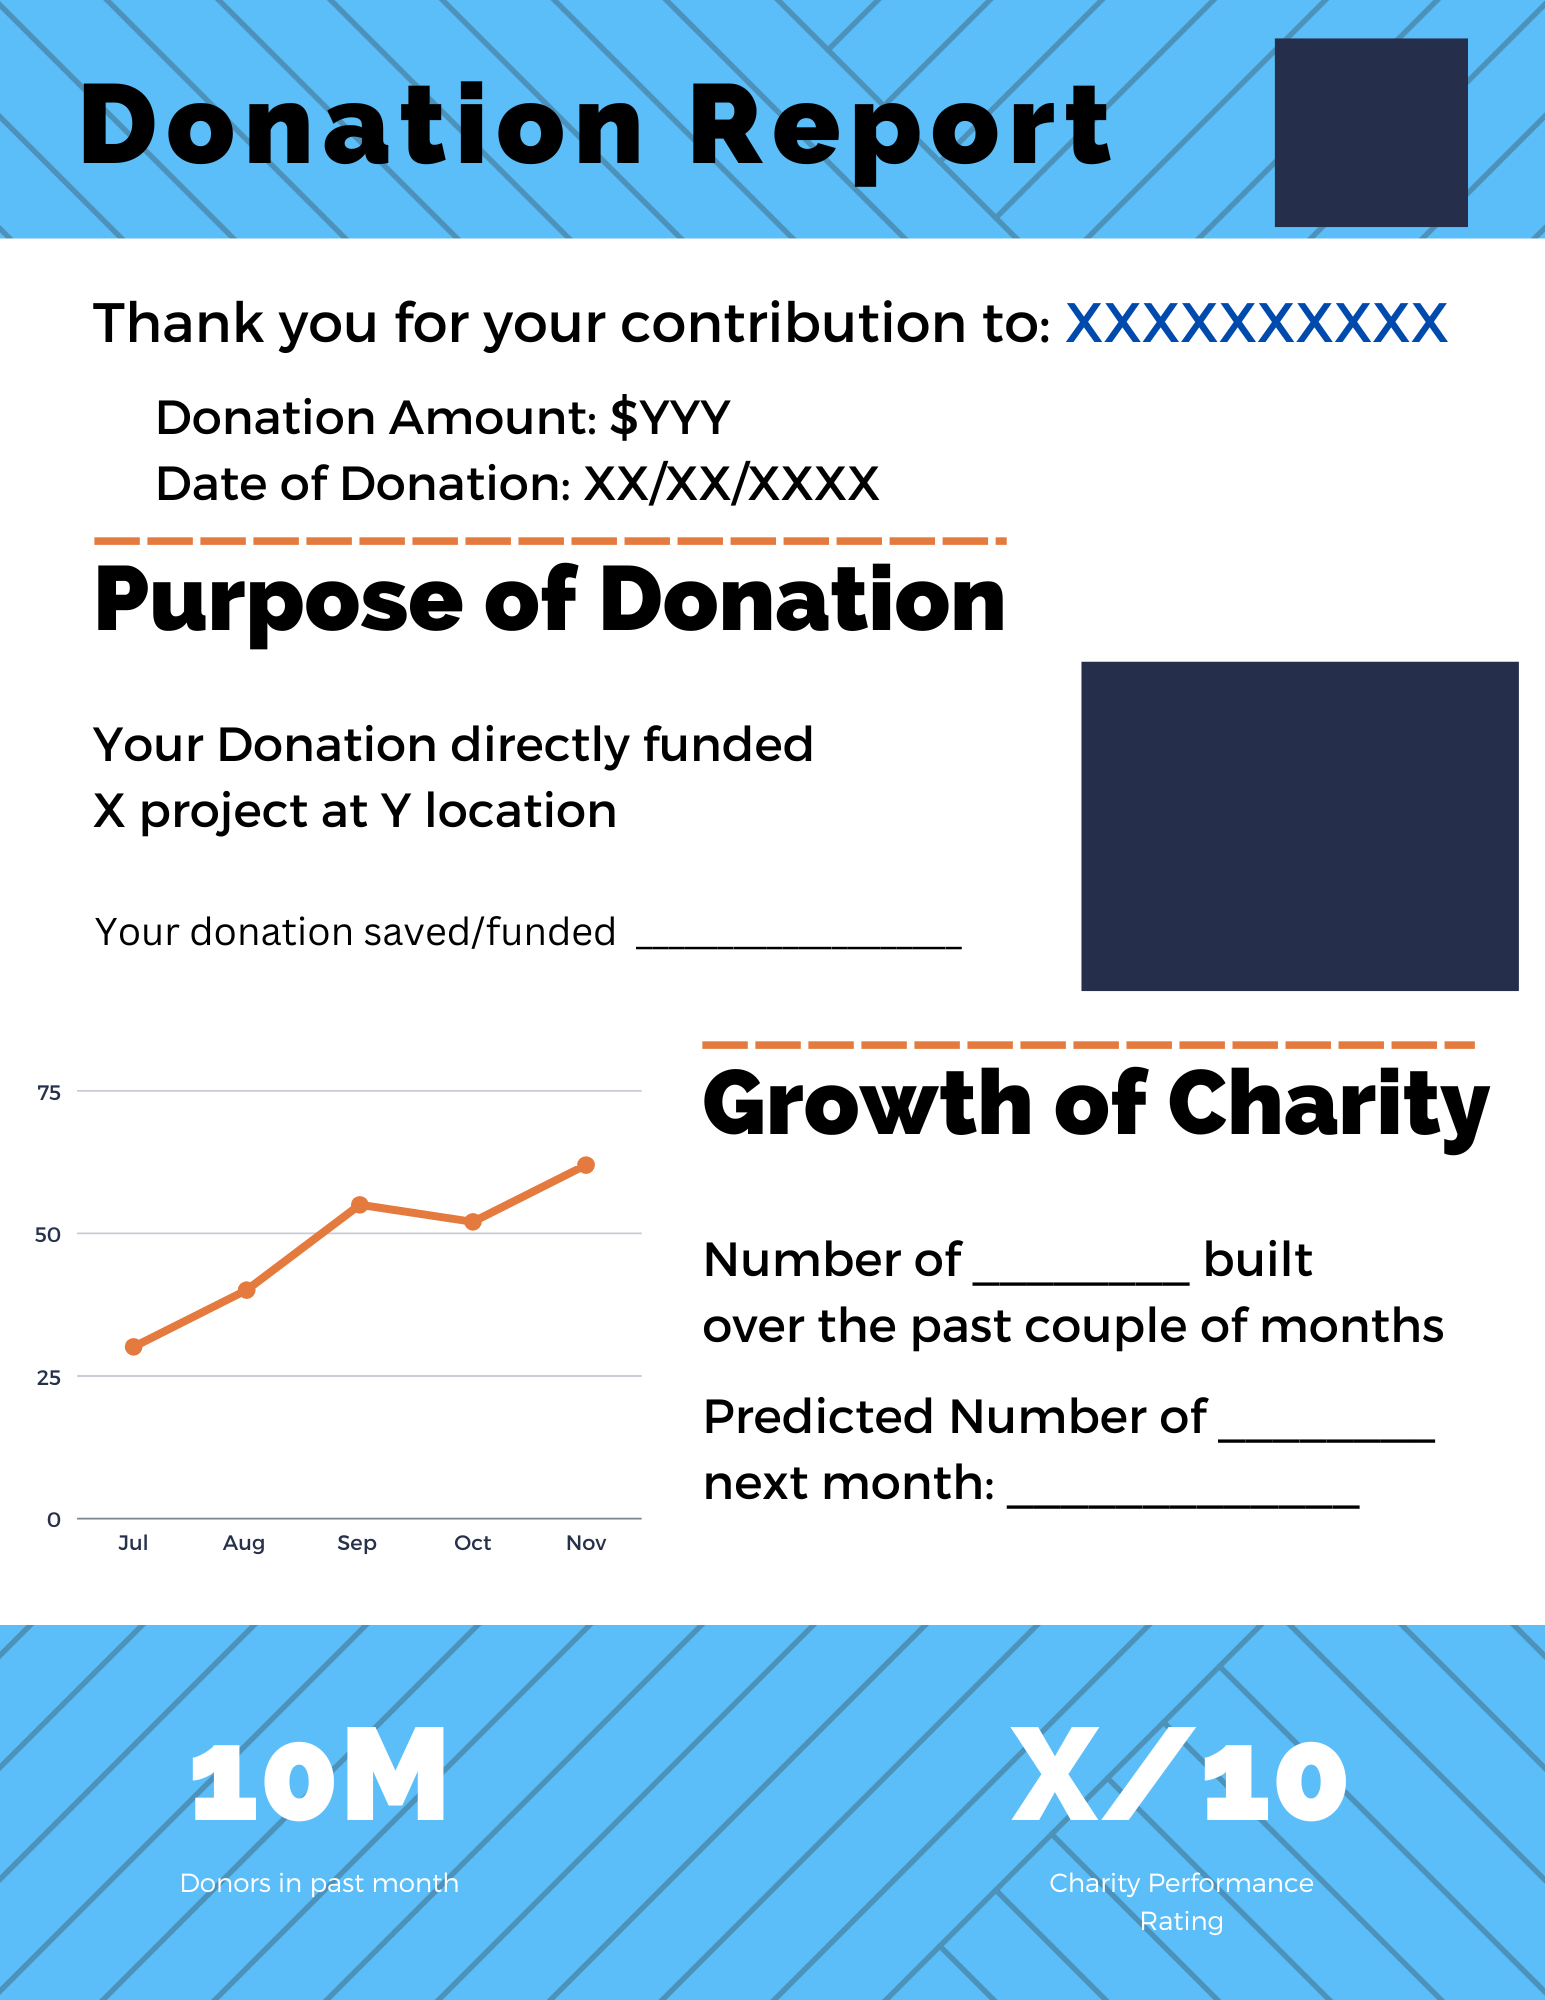 Donation Report
Thank you for your contribution to: XXXXXXXXXX
Donation Amount: $YYY
Date of Donation: XX/XX/XXXX
Purpose of Donation
Your Donation directly funded
X project at Y location
Your donation saved/funded ________________
Growth of Charity
75
50
25
0
Jul Aug Sep Oct Nov
Number of ________ built
over the past couple of months
Predicted Number of ________
next month: _____________
10M
Donors in past month
X/10
Charity Performance
Rating